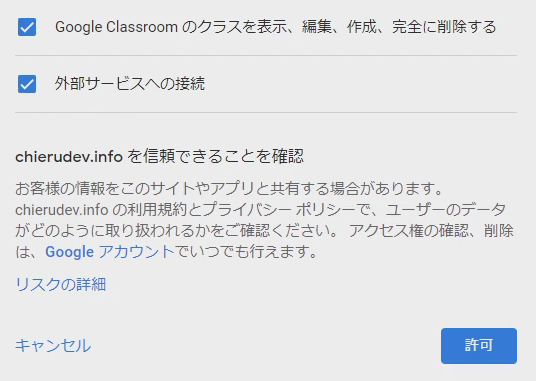 Google Classroom のクラスを表示、編集、作成、完全に削除する
外部サービスへの接続
chierudev.info を信頼できることを確認
お客様の情報をこのサイトやアプリと共有する場合があります。
chierudev.info の利用規約とプライバシー ポリシーで、ユーザーのデータ
がどのように取り扱われるかをご確認ください。 アクセス権の確認、削除
は、Google アカウントでいつでも行えます。
リスクの詳細
キャンセル
許可